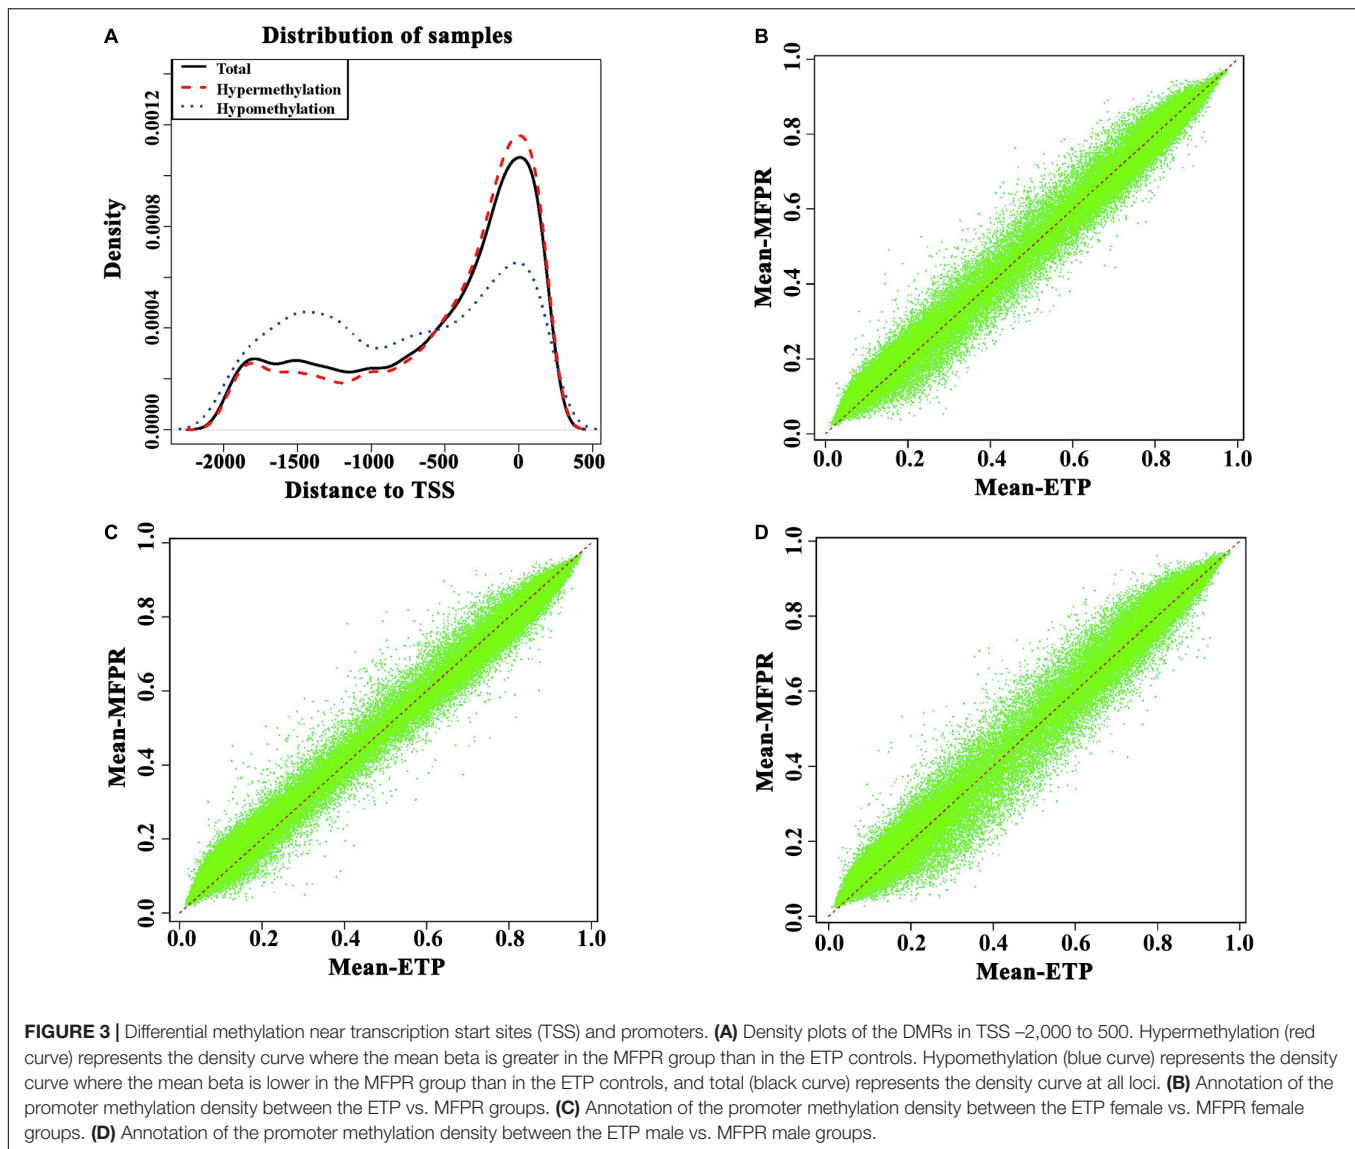 A
Distribution of samples
Total
Hypermethylation
Hypomethylation
Density
0.0000
0.0004
0.0008
0.0012
-2000
-1500
-1000
-500
0
500
Distance to TSS
B
Mean-MFPR
0.0
0.2
0.4
0.6
0.8
1.0
0.0
0.2
0.4
0.6
0.8
1.0
Mean-ETP
C
Mean-MFPR
0.0
0.2
0.4
0.6
0.8
1.0
0.0
0.2
0.4
0.6
0.8
1.0
Mean-ETP
D
Mean-MFPR
0.0
0.2
0.4
0.6
0.8
1.0
0.0
0.2
0.4
0.6
0.8
1.0
Mean-ETP
FIGURE 3 | Differential methylation near transcription start sites (TSS) and promoters. (A) Density plots of the DMRs in TSS –2,000 to 500. Hypermethylation (red
curve) represents the density curve where the mean beta is greater in the MFPR group than in the ETP controls. Hypomethylation (blue curve) represents the density
curve where the mean beta is lower in the MFPR group than in the ETP controls, and total (black curve) represents the density curve at all loci. (B) Annotation of the
promoter methylation density between the ETP vs. MFPR groups. (C) Annotation of the promoter methylation density between the ETP female vs. MFPR female
groups. (D) Annotation of the promoter methylation density between the ETP male vs. MFPR male groups.